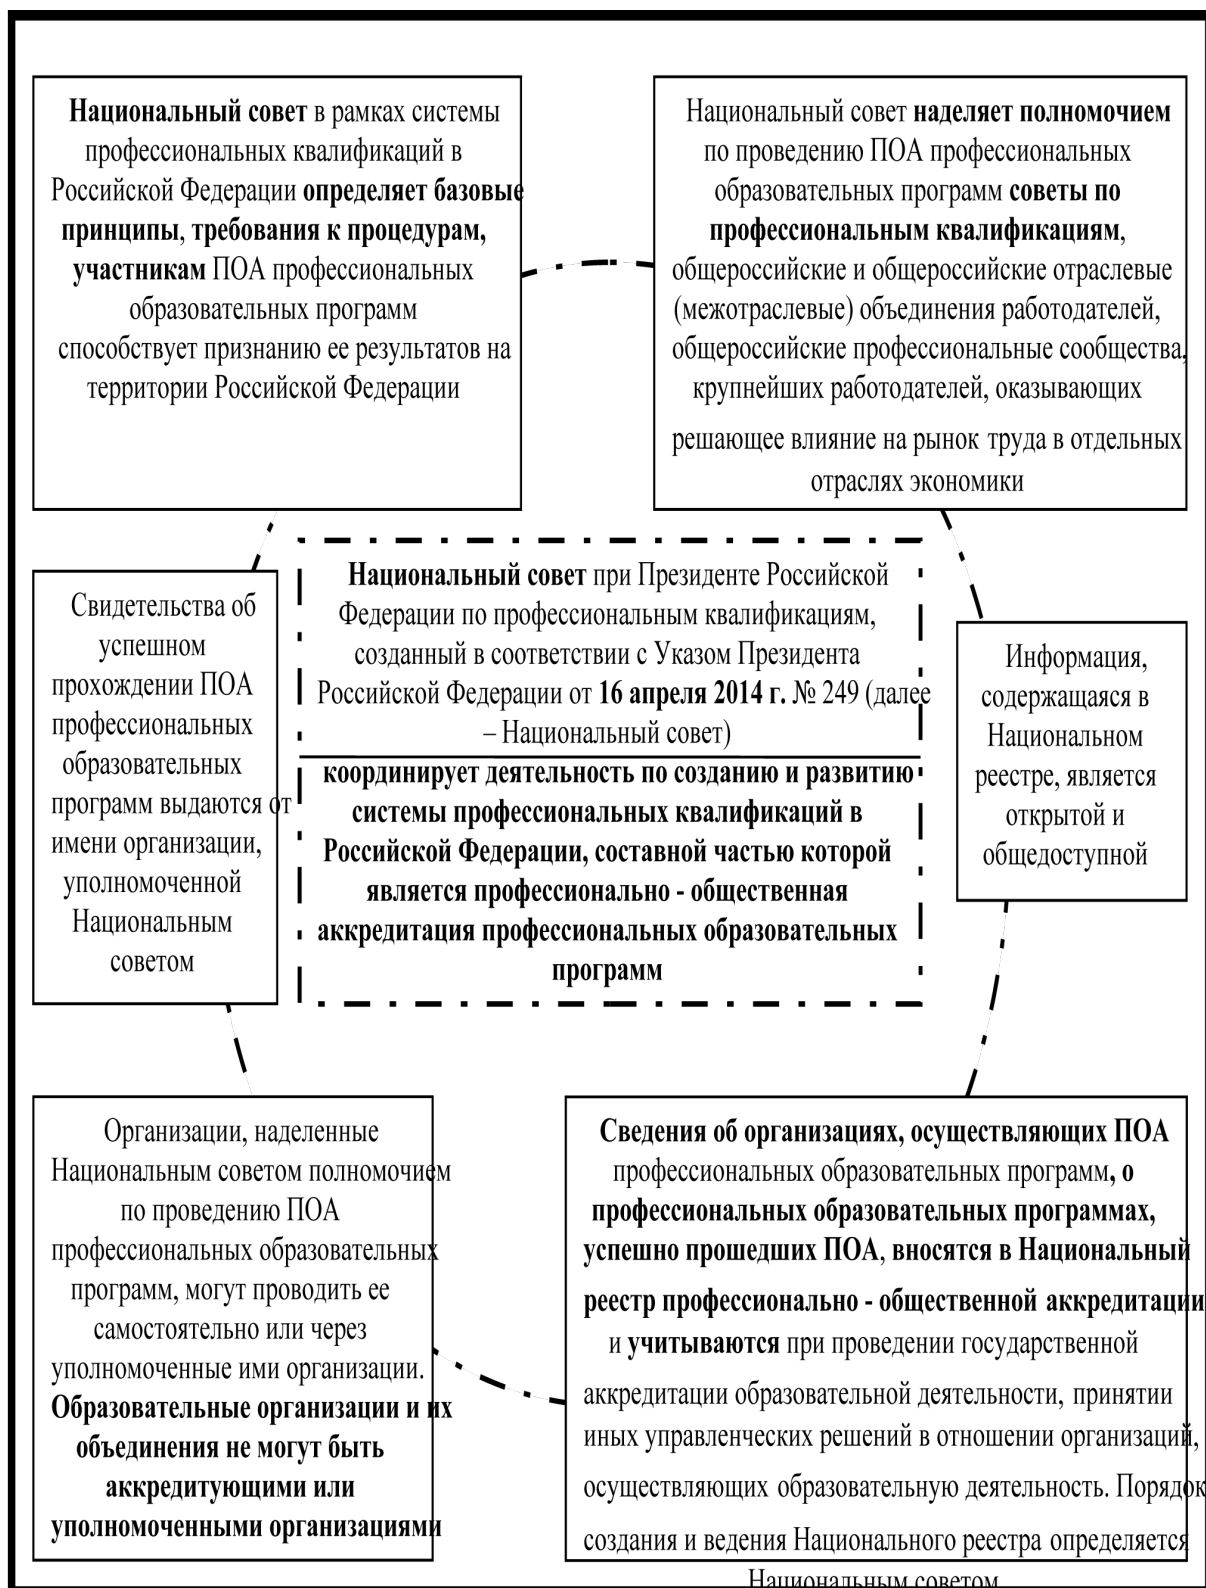 Национальный совет в рамках системы
профессиональных квалификаций в
Российской Федерации определяет базовые
принципы, требования к процедурам,
участникам ПОА профессиональных
образовательных программ
способствует признанию ее результатов на
территории Российской Федерации
Национальный совет наделяет полномочием
по проведению ПОА профессиональных
образовательных программ советы по
профессиональным квалификациям,
общероссийские и общероссийские отраслевые
(межотраслевые) объединения работодателей,
общероссийские профессиональные сообщества,
крупнейших работодателей, оказывающих
решающее влияние на рынок труда в отдельных
отраслях экономики
Свидетельства об
успешном
прохождении ПОА
профессиональных
образовательных
программ выдаются от
имени организации,
уполномоченной
Национальным
советом
Национальный совет при Президенте Российской
Федерации по профессиональным квалификациям,
созданный в соответствии с Указом Президента
Российской Федерации от 16 апреля 2014 г. № 249 (далее
– Национальный совет)
координирует деятельность по созданию и развитию
системы профессиональных квалификаций в
Российской Федерации, составной частью которой
является профессионально - общественная
аккредитация профессиональных образовательных
программ
Информация,
содержащаяся в
Национальном
реестре, является
открытой и
общедоступной
Организации, наделенные
Национальным советом полномочием
по проведению ПОА
профессиональных образовательных
программ, могут проводить ее
самостоятельно или через
уполномоченные ими организации.
Образовательные организации и их
объединения не могут быть
аккредитующими или
уполномоченными организациями
Сведения об организациях, осуществляющих ПОА
профессиональных образовательных программ, о
профессиональных образовательных программах,
успешно прошедших ПОА, вносятся в Национальный
реестр профессионально - общественной аккредитации
и учитываются при проведении государственной
аккредитации образовательной деятельности, принятии
иных управленческих решений в отношении организаций,
осуществляющих образовательную деятельность. Порядок
создания и ведения Национального реестра определяется
Национальным советом